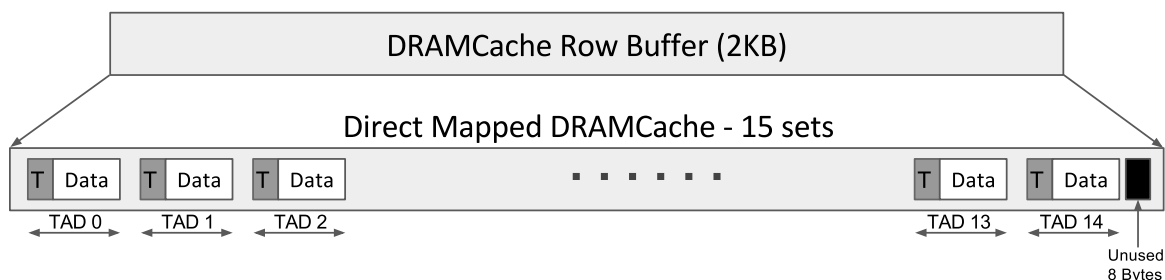 DRAMCache Row Buffer (2KB)
Direct Mapped DRAMCache - 15 sets
T Data T Data T Data . . . . . . T Data T Data
TAD 0 TAD 1 TAD 2 TAD 13 TAD 14
Unused
8 Bytes